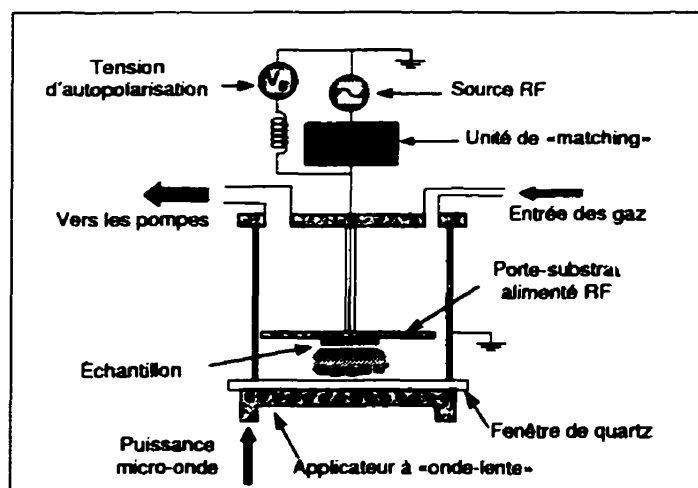 Tension
d'autopolarisation
V_B
Source RF
Unité de «matching»
Vers les pompes
Entrée des gaz
Porte-substrat
alimenté RF
Échantillon
Fenêtre de quartz
Puissance
micro-onde
Applicateur à «onde-lente»